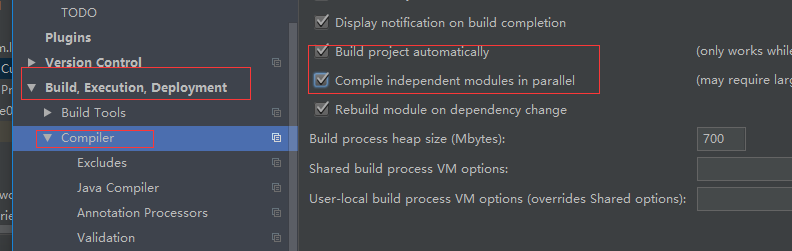 TODO
Plugins
Version Control
Build, Execution, Deployment
Build Tools
Compiler
Excludes
Java Compiler
Annotation Processors
Validation
Display notification on build completion
Build project automatically (only works while
Compile independent modules in parallel (may require larg
Rebuild module on dependency change
Build process heap size (Mbytes): 700
Shared build process VM options:
User-local build process VM options (overrides Shared options):